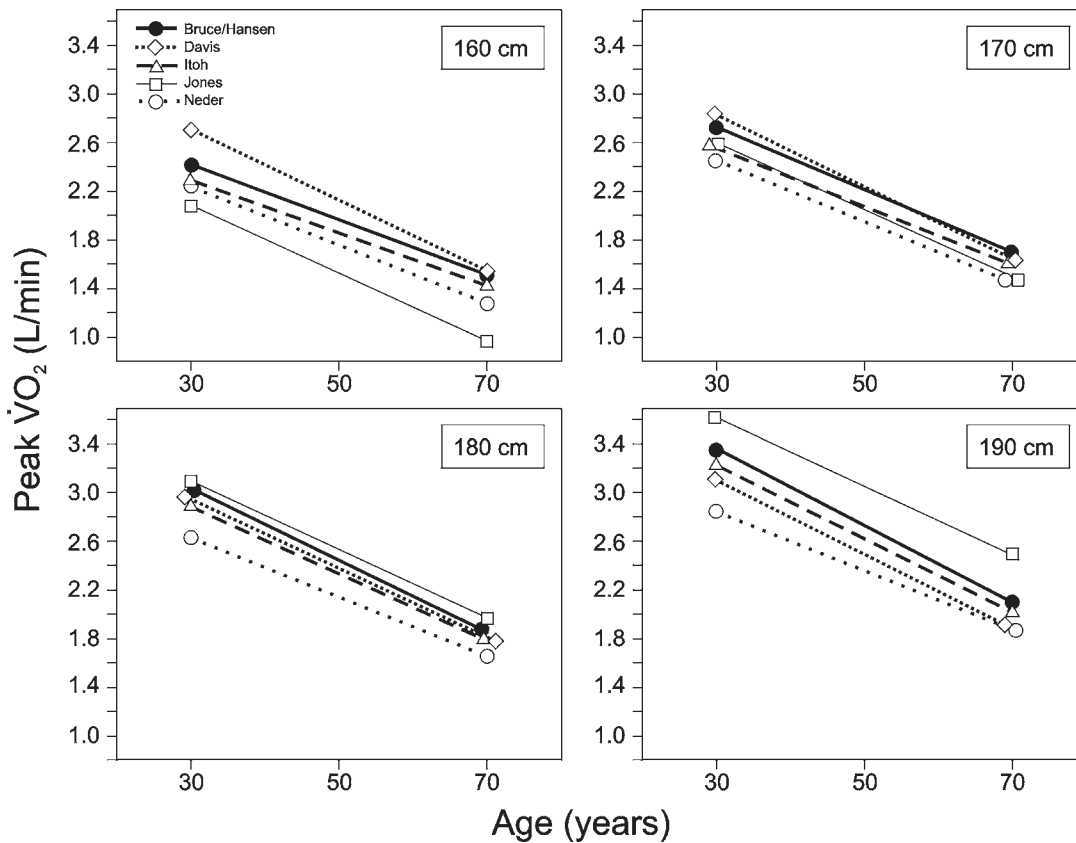 Bruce/Hansen
Davis
Itoh
Jones
Neder
160 cm
3.4
3.0
2.6
2.2
1.8
1.4
1.0
30 50 70
170 cm
3.4
3.0
2.6
2.2
1.8
1.4
1.0
30 50 70
Peak V̇O₂ (L/min)
180 cm
3.4
3.0
2.6
2.2
1.8
1.4
1.0
30 50 70
190 cm
3.4
3.0
2.6
2.2
1.8
1.4
1.0
30 50 70
Age (years)